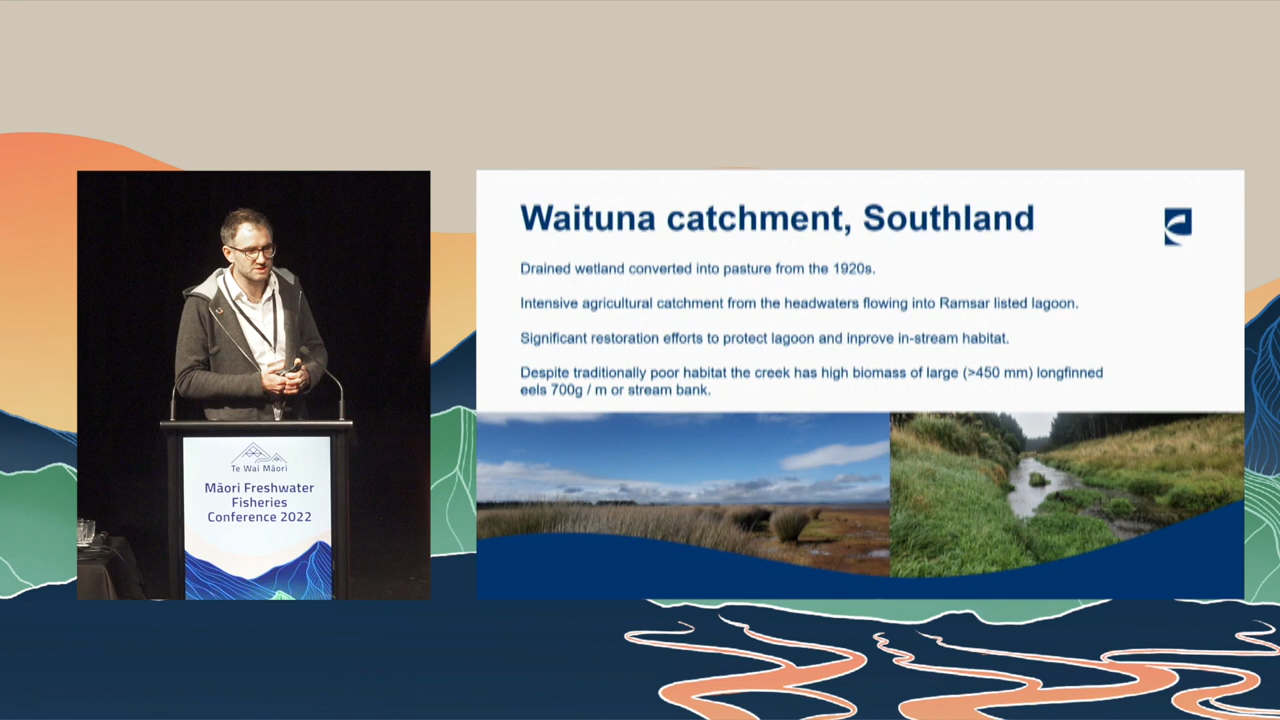 Te Wai Māori
Māori Freshwater
Fisheries
Conference 2022
Waituna catchment, Southland
Drained wetland converted into pasture from the 1920s.
Intensive agricultural catchment from the headwaters flowing into Ramsar listed lagoon.
Significant restoration efforts to protect lagoon and inprove in-stream habitat.
Despite traditionally poor habitat the creek has high biomass of large (>450 mm) longfinned
eels 700g / m or stream bank.